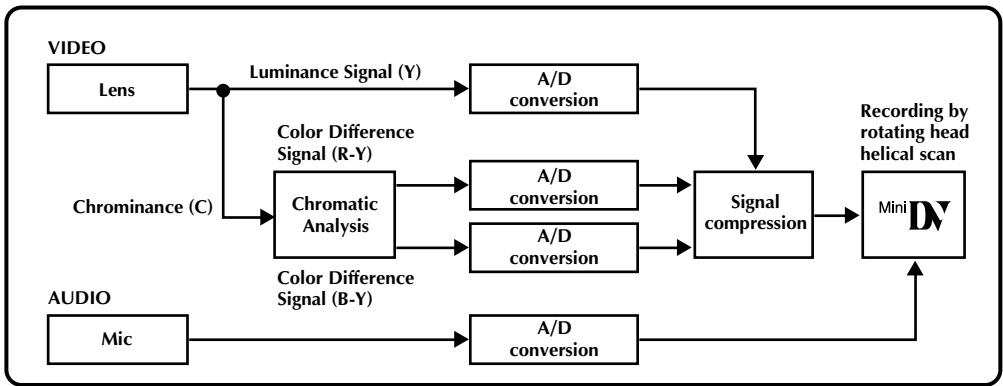 VIDEO
Lens
Luminance Signal (Y)
A/D
conversion
Recording by
rotating head
helical scan
Color Difference
Signal (R-Y)
Chrominance (C)
Chromatic
Analysis
A/D
conversion
A/D
conversion
Signal
compression
Mini DV
Color Difference
Signal (B-Y)
AUDIO
Mic
A/D
conversion